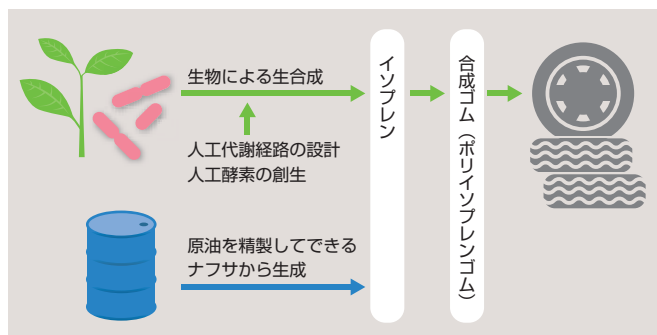 生物による生合成
人工代謝経路の設計
人工酵素の創生
原油を精製してできる
ナフサから生成
イソプレン
合成ゴム（ポリイソプレンゴム）